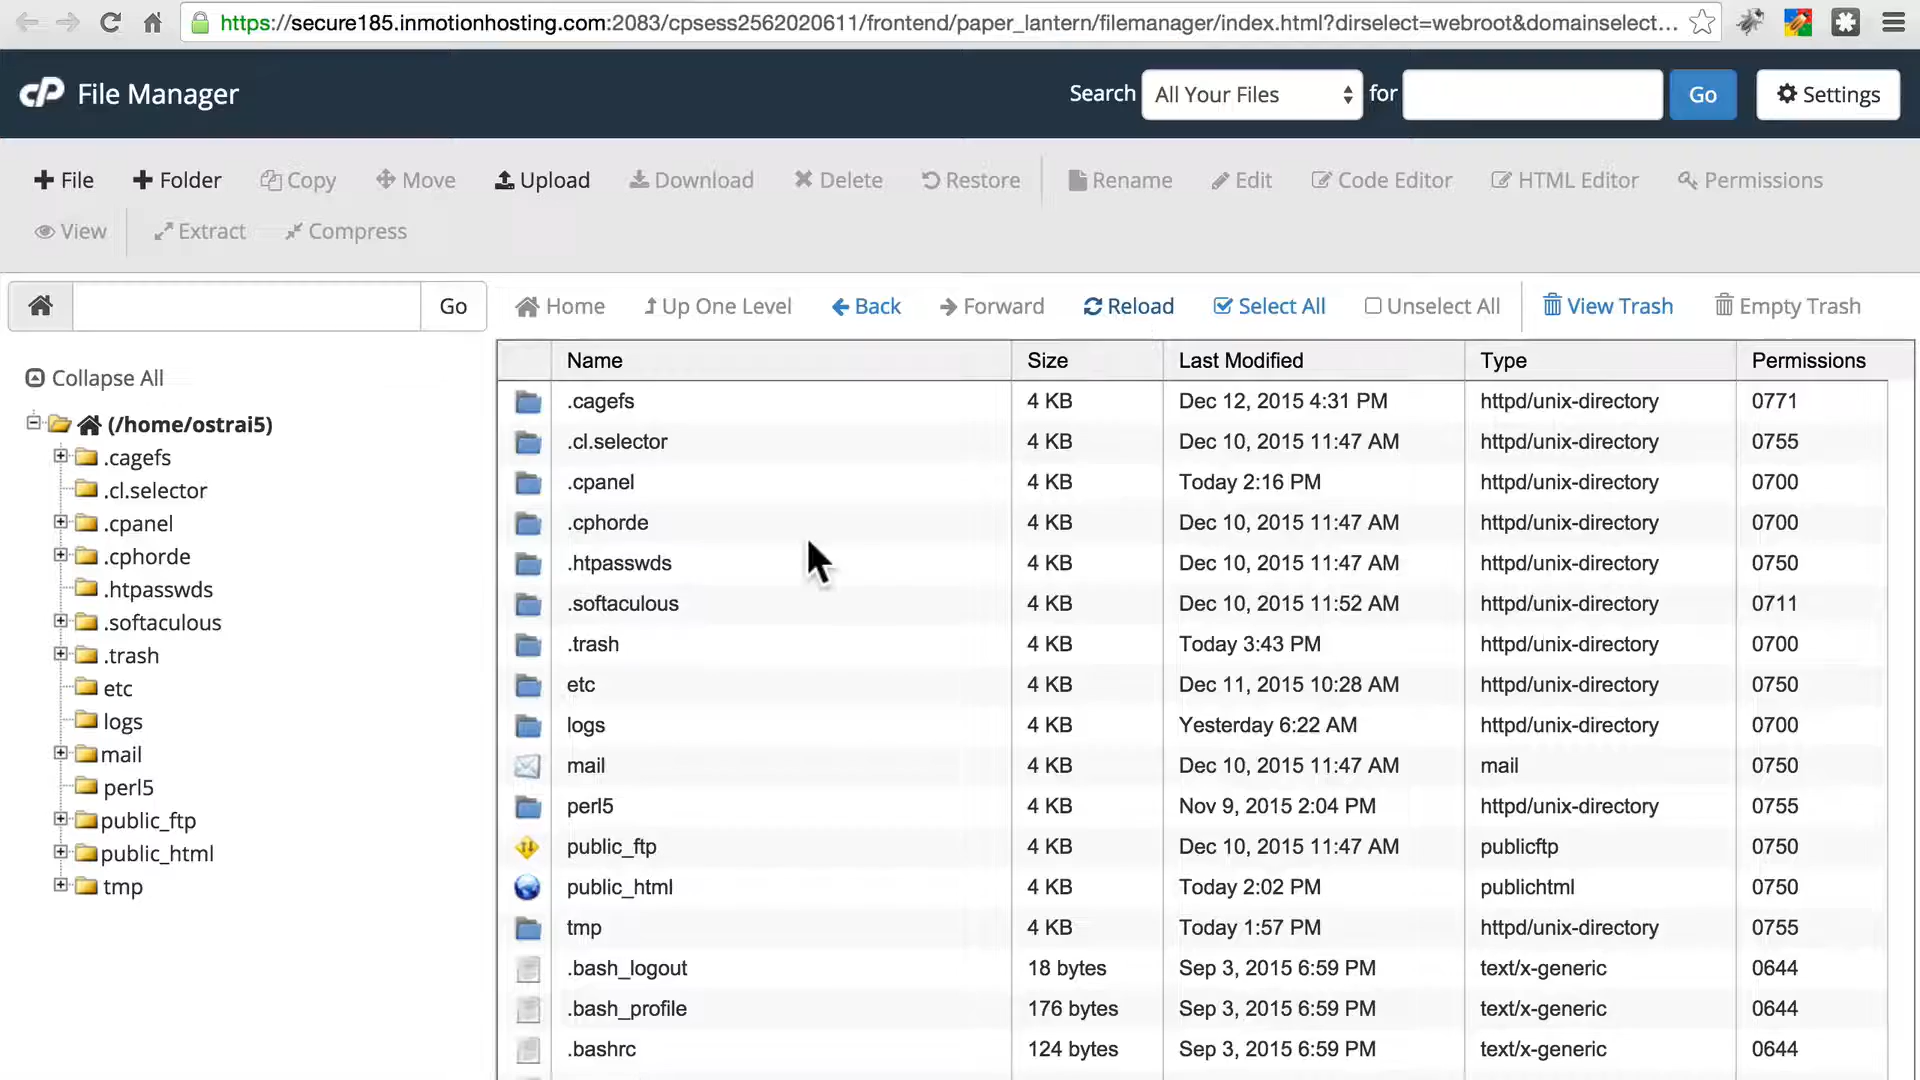 https://secure185.inmotionhosting.com:2083/cpsess2562020611/frontend/paper_lantern/filemanager/index.html?dirselect=webroot&domainselect...
cP File Manager
Search All Your Files for Go Settings
File Folder Copy Move Upload Download Delete Restore Rename Edit Code Editor HTML Editor Permissions
View Extract Compress
Go Home Up One Level Back Forward Reload Select All Unselect All View Trash Empty Trash
Collapse All
(/home/ostrai5)
.cagefs
.cl.selector
.cpanel
.cphorde
.htpasswds
.softaculous
.trash
etc
logs
mail
perl5
public_ftp
public_html
tmp
Name Size Last Modified Type Permissions
.cagefs 4 KB Dec 12, 2015 4:31 PM httpd/unix-directory 0771
.cl.selector 4 KB Dec 10, 2015 11:47 AM httpd/unix-directory 0755
.cpanel 4 KB Today 2:16 PM httpd/unix-directory 0700
.cphorde 4 KB Dec 10, 2015 11:47 AM httpd/unix-directory 0700
.htpasswds 4 KB Dec 10, 2015 11:47 AM httpd/unix-directory 0750
.softaculous 4 KB Dec 10, 2015 11:52 AM httpd/unix-directory 0711
.trash 4 KB Today 3:43 PM httpd/unix-directory 0700
etc 4 KB Dec 11, 2015 10:28 AM httpd/unix-directory 0750
logs 4 KB Yesterday 6:22 AM httpd/unix-directory 0700
mail 4 KB Dec 10, 2015 11:47 AM mail 0750
perl5 4 KB Nov 9, 2015 2:04 PM httpd/unix-directory 0755
public_ftp 4 KB Dec 10, 2015 11:47 AM publicftp 0750
public_html 4 KB Today 2:02 PM publichtml 0750
tmp 4 KB Today 1:57 PM httpd/unix-directory 0755
.bash_logout 18 bytes Sep 3, 2015 6:59 PM text/x-generic 0644
.bash_profile 176 bytes Sep 3, 2015 6:59 PM text/x-generic 0644
.bashrc 124 bytes Sep 3, 2015 6:59 PM text/x-generic 0644